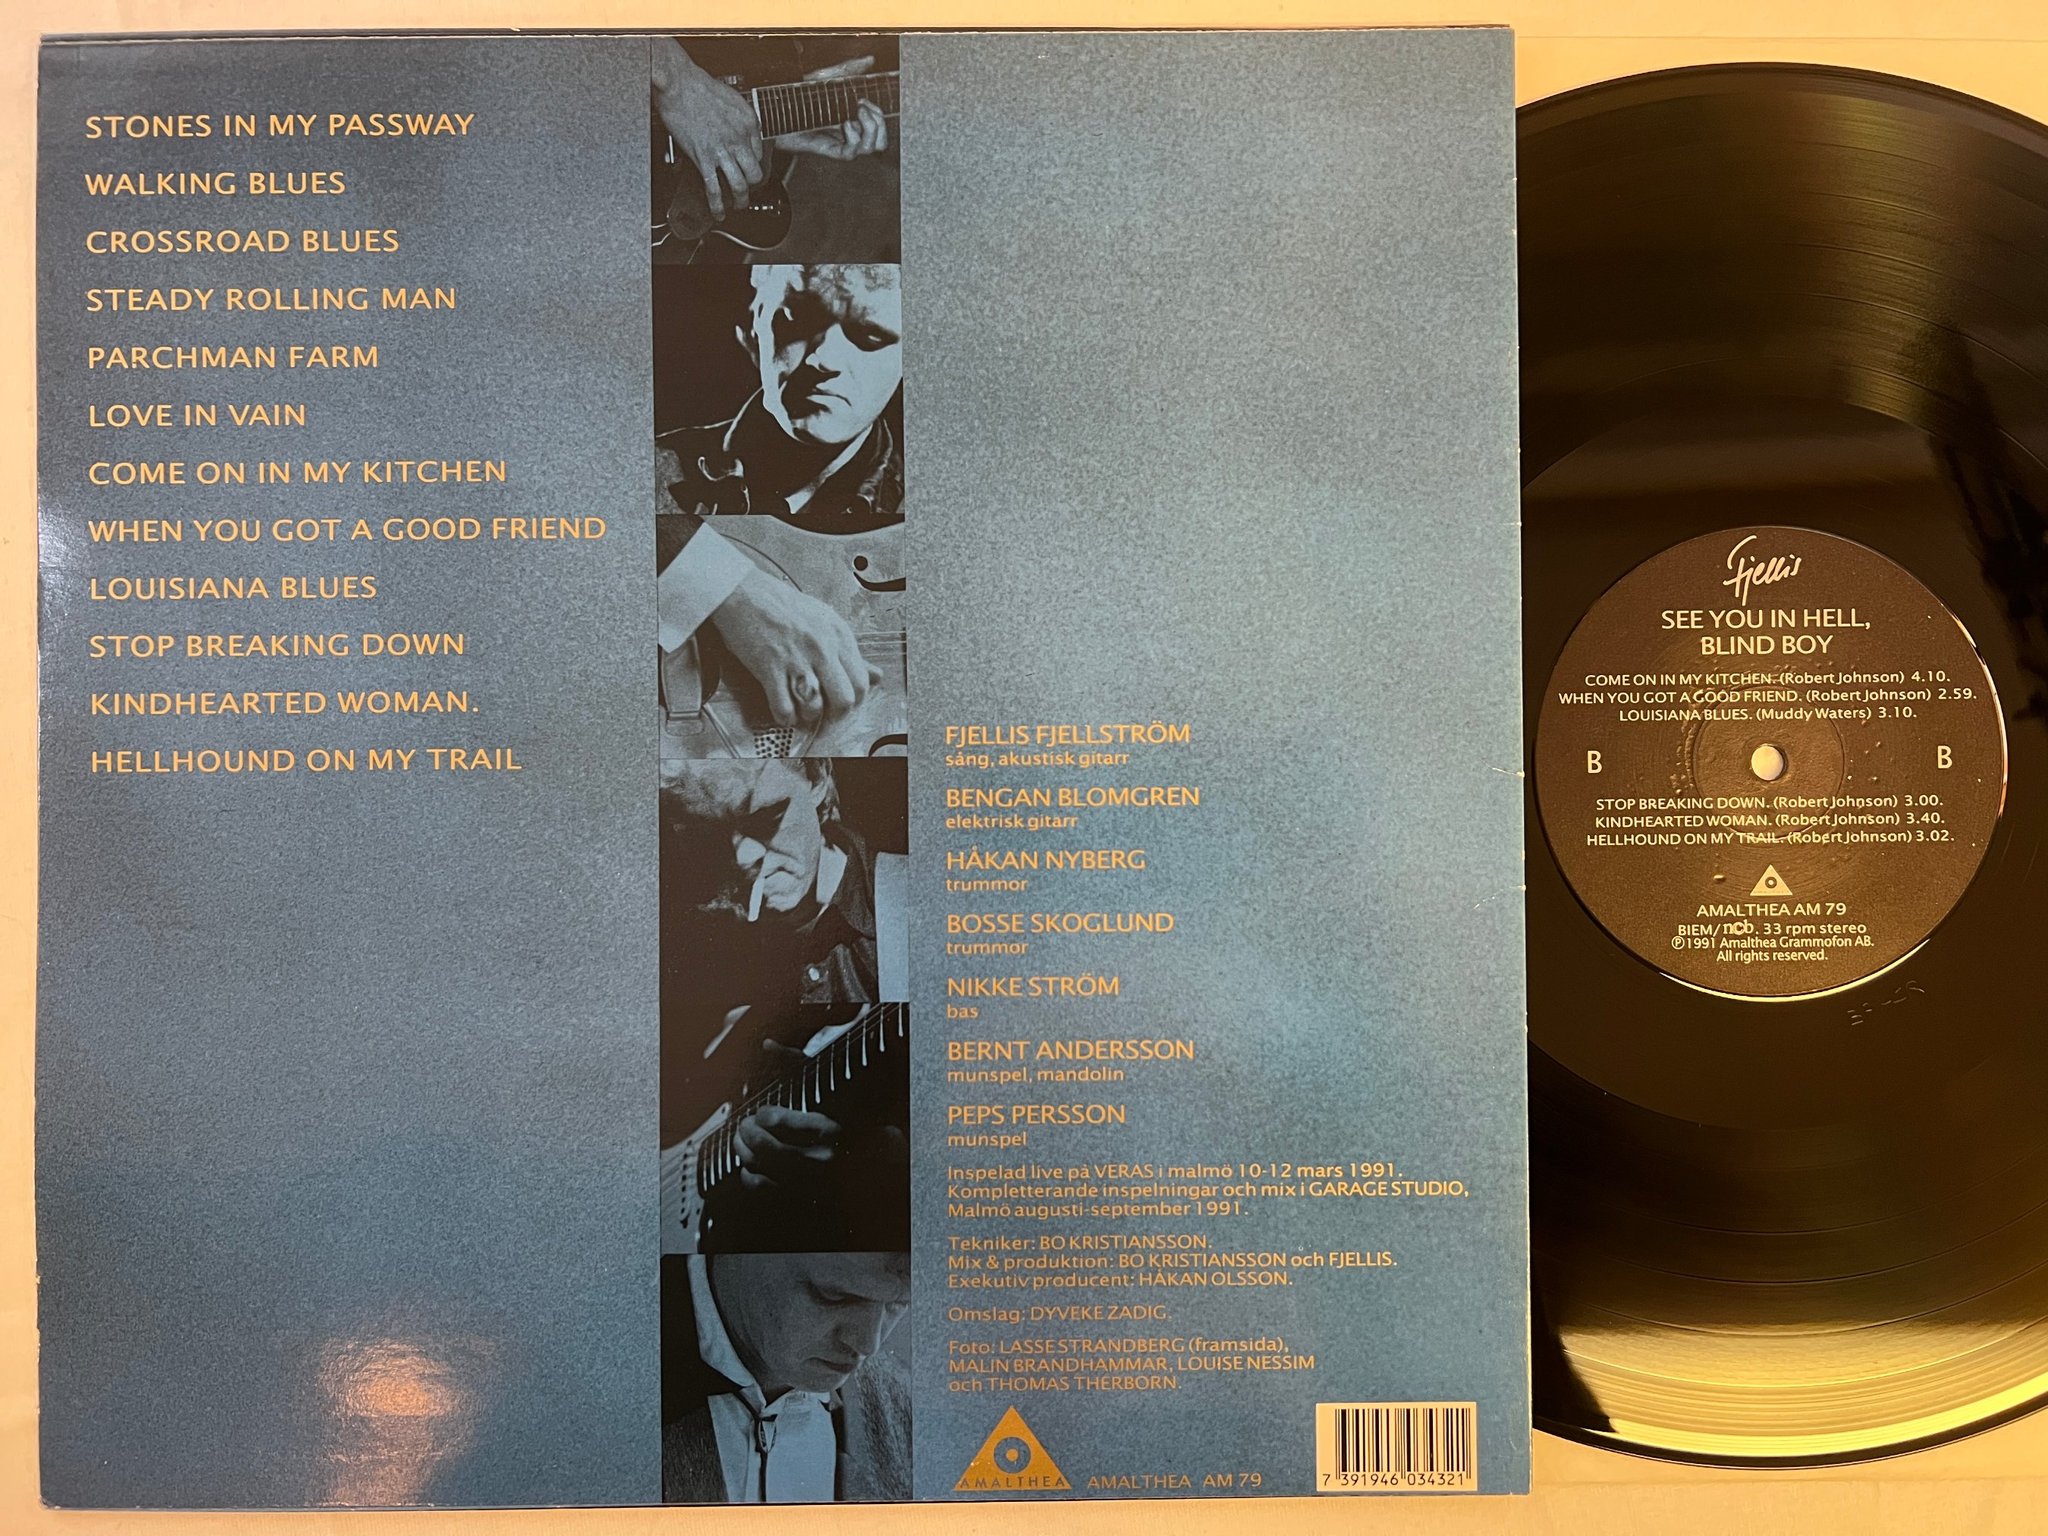 STONES IN MY PASSWAY
WALKING BLUES
CROSSROAD BLUES
STEADY ROLLING MAN
PARCHMAN FARM
LOVE IN VAIN
COME ON IN MY KITCHEN
WHEN YOU GOT A GOOD FRIEND
LOUISIANA BLUES
STOP BREAKING DOWN
KINDHEARTED WOMAN.
HELLHOUND ON MY TRAIL
FJELLIS FJELLSTRÖM
sång, akustisk gitarr
BENGAN BLOMGREN
elektrisk gitarr
HÅKAN NYBERG
trummor
BOSSE SKOGLUND
trummor
NIKKE STRÖM
bas
BERNT ANDERSSON
munspel, mandolin
PEPS PERSSON
munspel
Inspelad live på VERAS i malmö 10-12 mars 1991.
Kompletterande inspelningar och mix i GARAGE STUDIO,
Malmö augusti-september 1991.
Tekniker: BO KRISTIANSSON.
Mix & produktion: BO KRISTIANSSON och FJELLIS.
Exekutiv producent: HÅKAN OLSSON.
Omslag: DYVEKE ZADIG.
Foto: LASSE STRANDBERG (framsida),
MALIN BRANDHAMMAR, LOUISE NESSIM
och THOMAS THERBORN.
AMALTHEA
AMALTHEA AM 79
7 391946 034321
Fjellis
SEE YOU IN HELL,
BLIND BOY
COME ON IN MY KITCHEN. (Robert Johnson) 4.10.
WHEN YOU GOT A GOOD FRIEND. (Robert Johnson) 2.59.
LOUISIANA BLUES. (Muddy Waters) 3.10.
B B
STOP BREAKING DOWN. (Robert Johnson) 3.00.
KINDHEARTED WOMAN. (Robert Johnson) 3.40.
HELLHOUND ON MY TRAIL. (Robert Johnson) 3.02.
AMALTHEA
AMALTHEA AM 79
BIEM/ncb. 33 rpm stereo
℗ 1991 Amalthea Grammofon AB.
All rights reserved.